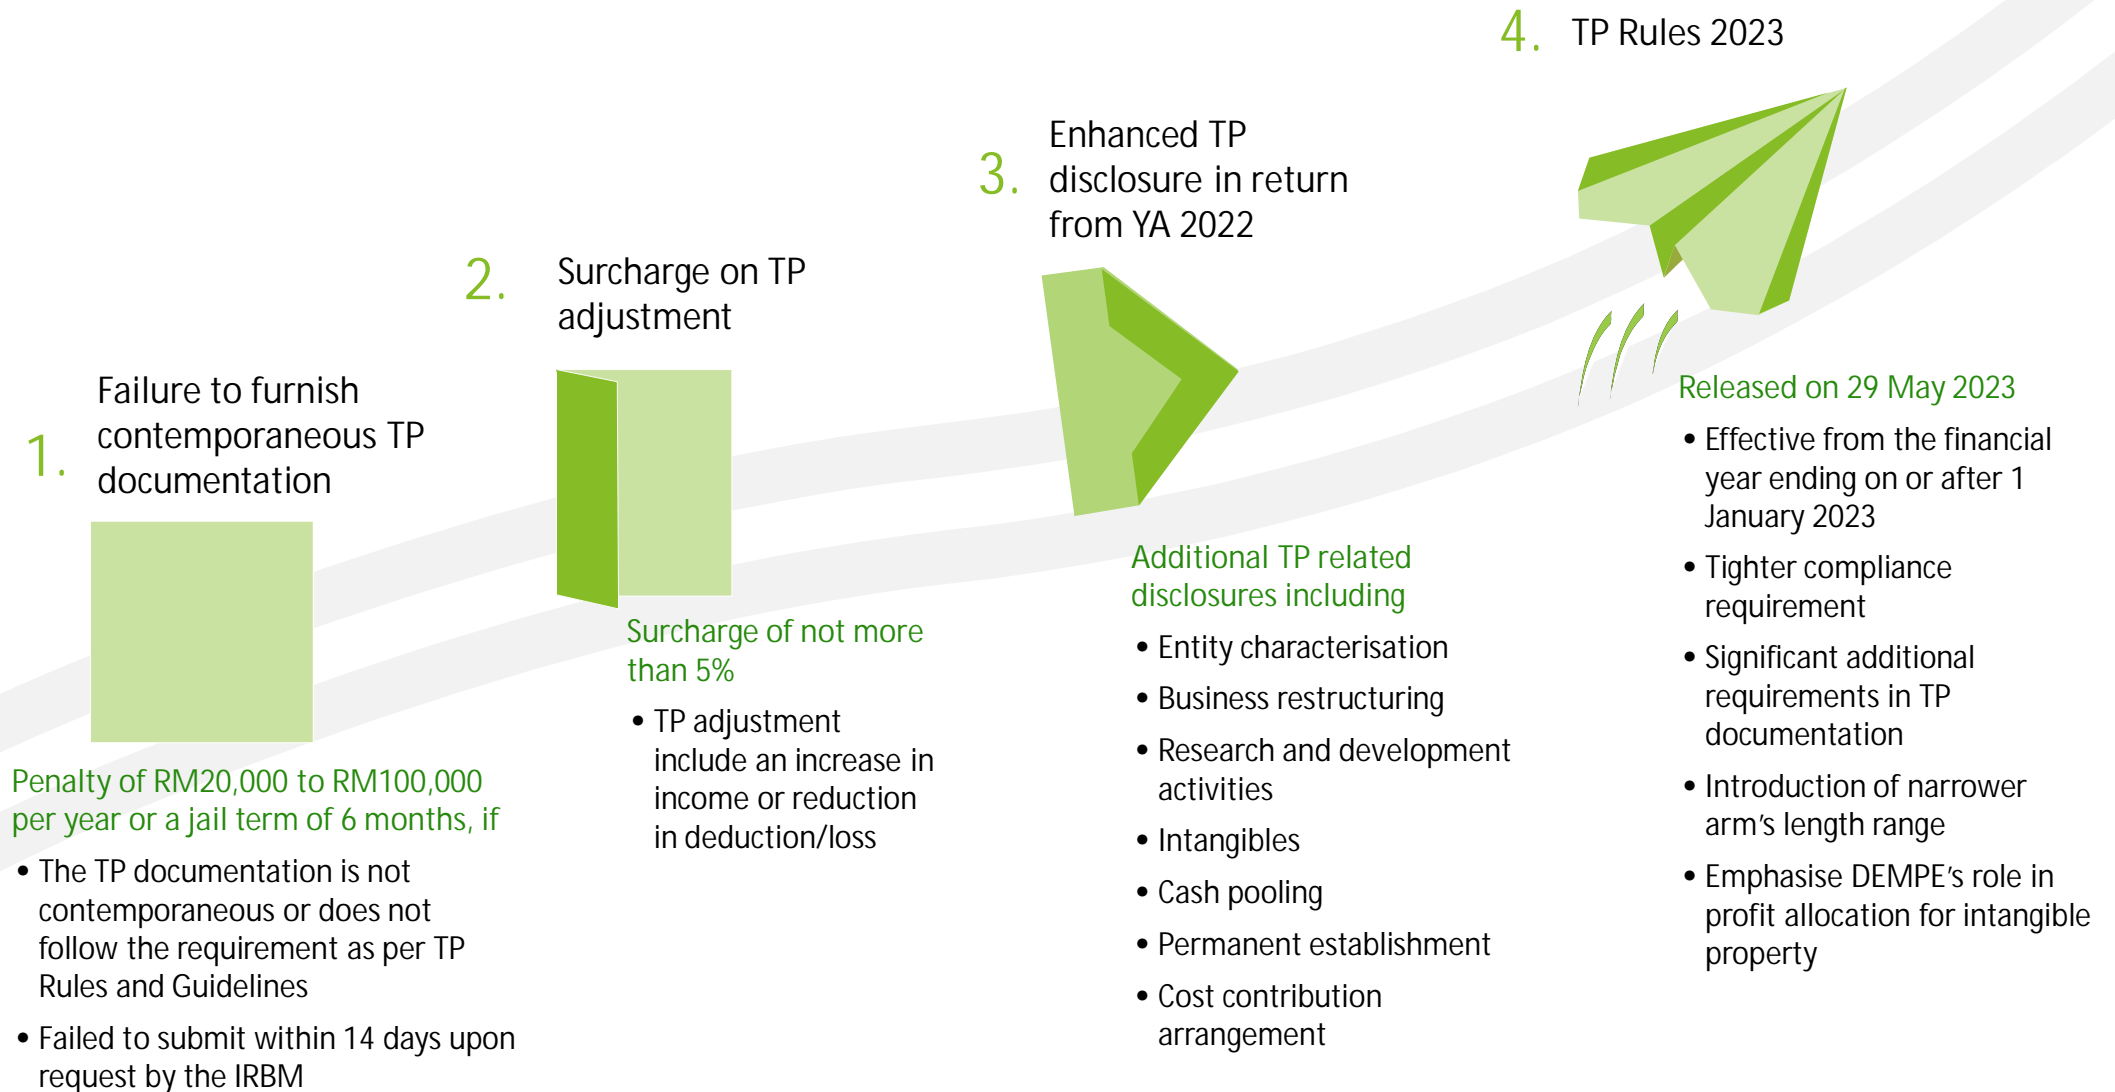 1.
Failure to furnish
contemporaneous TP
documentation
Penalty of RM20,000 to RM100,000
per year or a jail term of 6 months, if
• The TP documentation is not
contemporaneous or does not
follow the requirement as per TP
Rules and Guidelines
• Failed to submit within 14 days upon
request by the IRBM
2.
Surcharge on TP
adjustment
Surcharge of not more
than 5%
• TP adjustment
include an increase in
income or reduction
in deduction/loss
3.
Enhanced TP
disclosure in return
from YA 2022
Additional TP related
disclosures including
• Entity characterisation
• Business restructuring
• Research and development
activities
• Intangibles
• Cash pooling
• Permanent establishment
• Cost contribution
arrangement
4.
TP Rules 2023
Released on 29 May 2023
• Effective from the financial
year ending on or after 1
January 2023
• Tighter compliance
requirement
• Significant additional
requirements in TP
documentation
• Introduction of narrower
arm's length range
• Emphasise DEMPE's role in
profit allocation for intangible
property